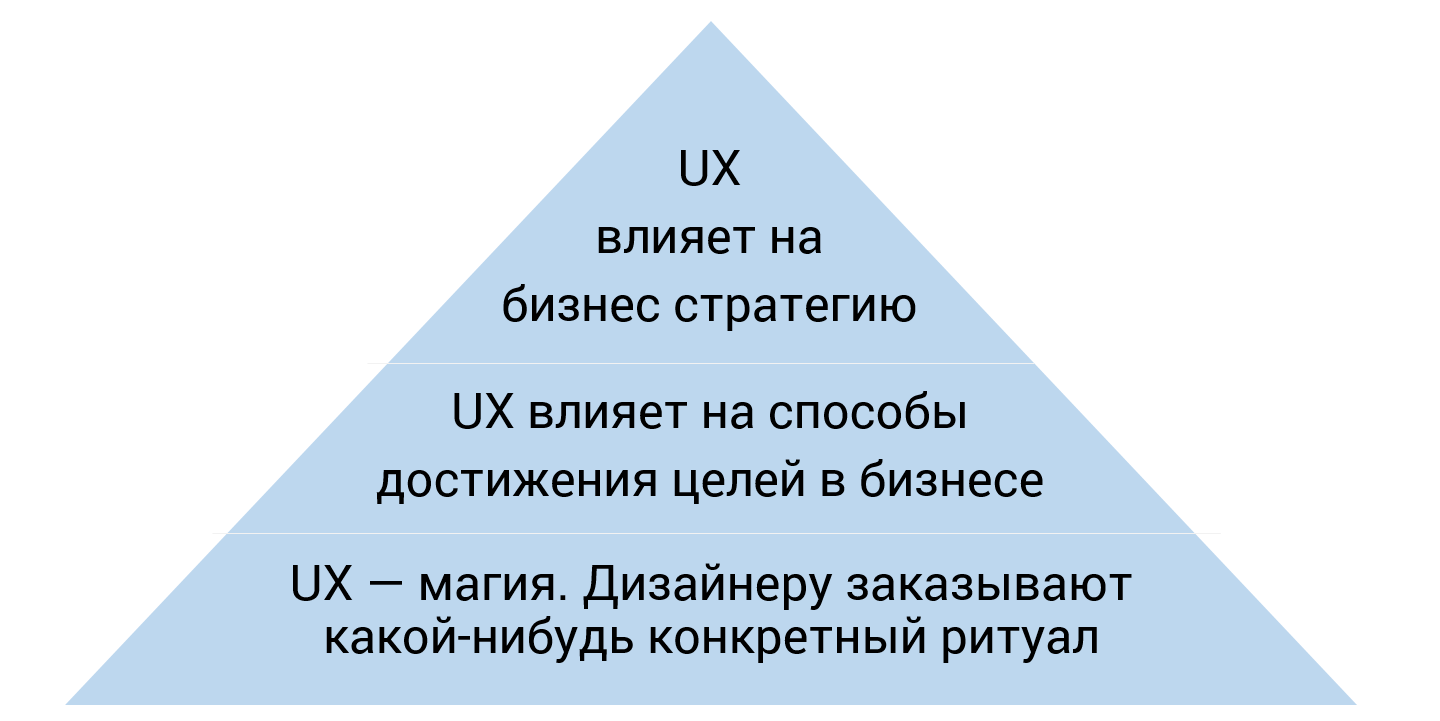 UX
влияет на
бизнес стратегию
UX влияет на способы
достижения целей в бизнесе
UX — магия. Дизайнеру заказывают
какой-нибудь конкретный ритуал